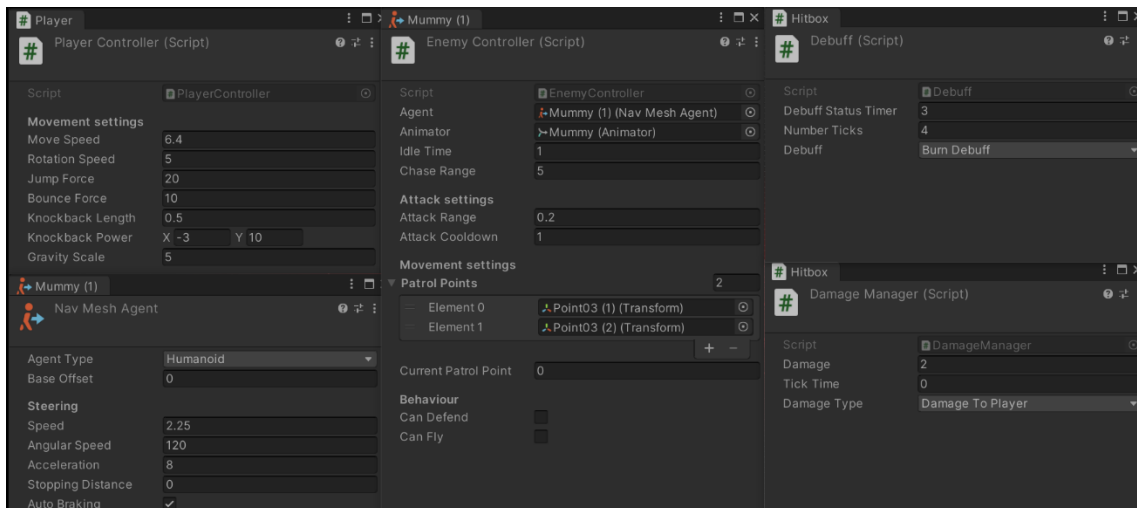 Player
Player Controller (Script)
Script PlayerController
Movement settings
Move Speed 6.4
Rotation Speed 5
Jump Force 20
Bounce Force 10
Knockback Length 0.5
Knockback Power X -3 Y 10
Gravity Scale 5
Mummy (1)
Nav Mesh Agent
Agent Type Humanoid
Base Offset 0
Steering
Speed 2.25
Angular Speed 120
Acceleration 8
Stopping Distance 0
Auto Braking
Mummy (1)
Enemy Controller (Script)
Script EnemyController
Agent Mummy (1) (Nav Mesh Agent)
Animator Mummy (Animator)
Idle Time 1
Chase Range 5
Attack settings
Attack Range 0.2
Attack Cooldown 1
Movement settings
Patrol Points 2
Element 0 Point03 (1) (Transform)
Element 1 Point03 (2) (Transform)
+ -
Current Patrol Point 0
Behaviour
Can Defend
Can Fly
Hitbox
Debuff (Script)
Script Debuff
Debuff Status Timer 3
Number Ticks 4
Debuff Burn Debuff
Hitbox
Damage Manager (Script)
Script DamageManager
Damage 2
Tick Time 0
Damage Type Damage To Player